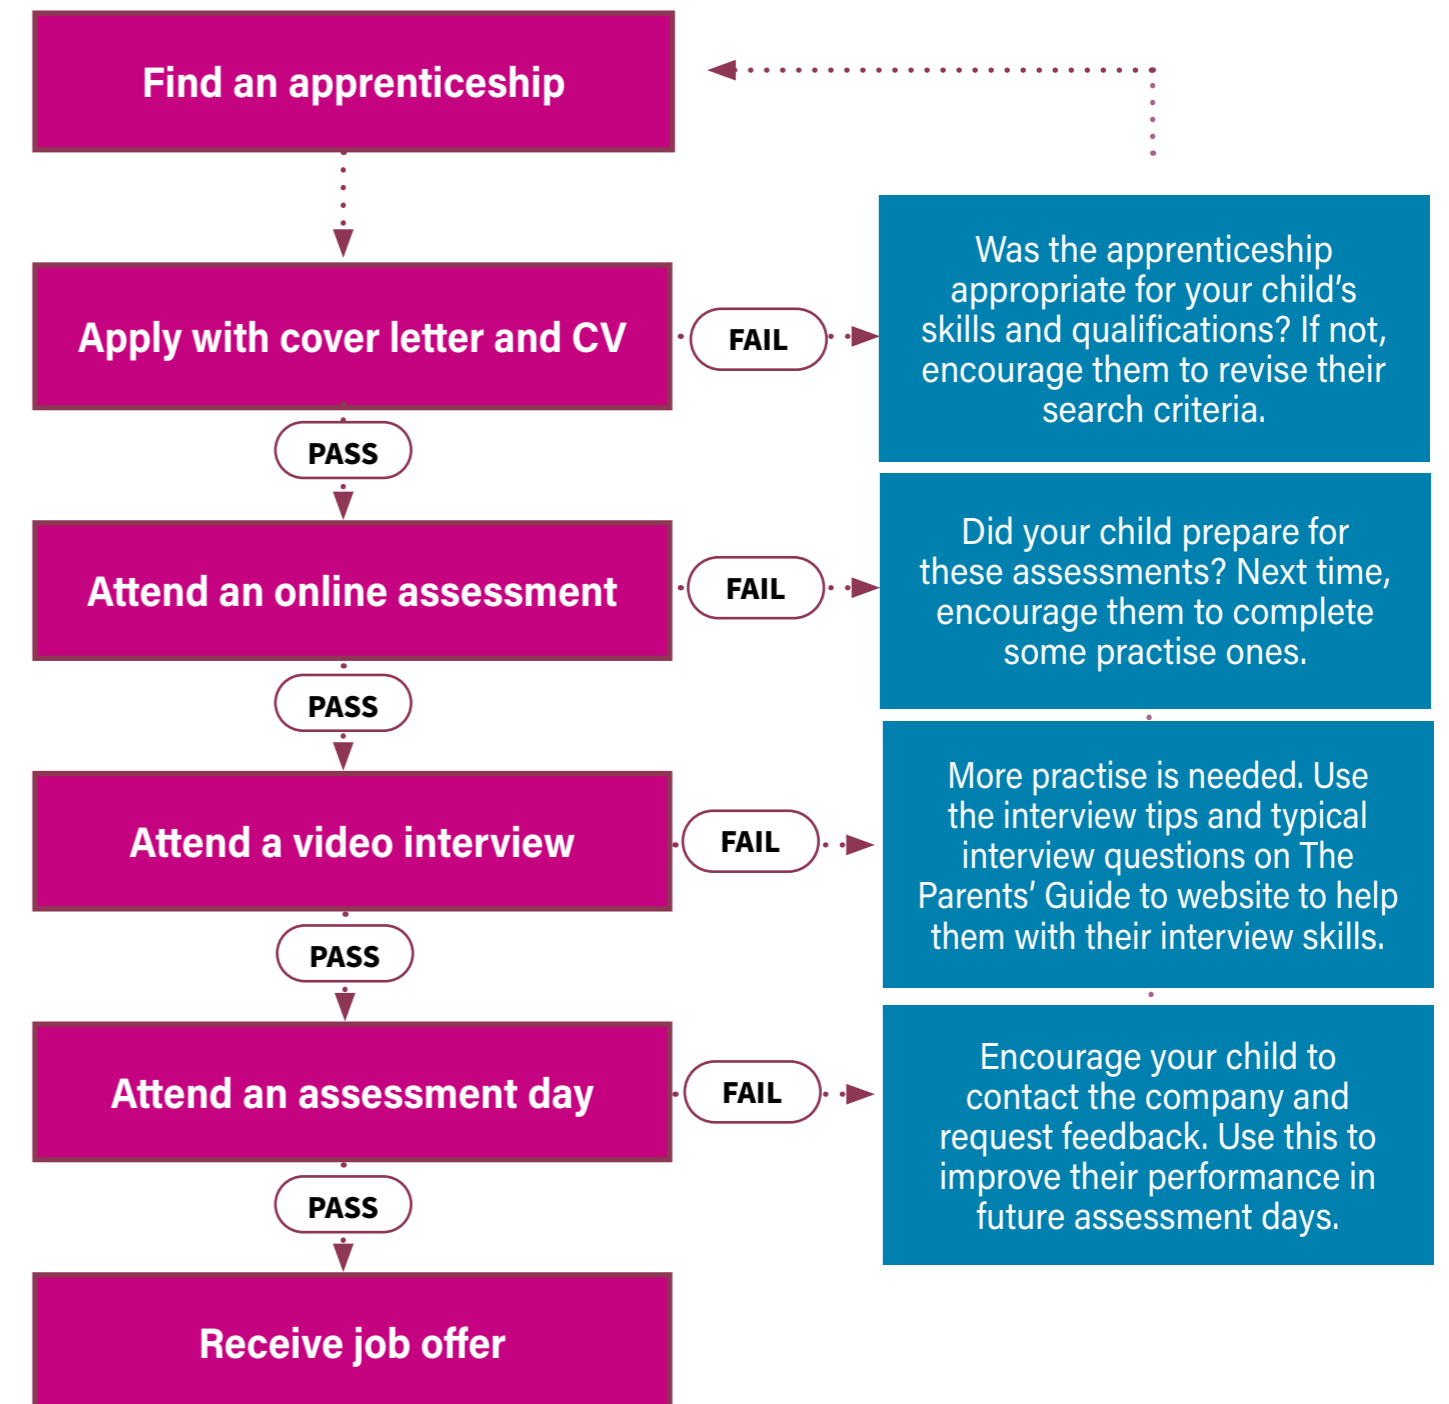 Find an apprenticeship
Apply with cover letter and CV
FAIL
Was the apprenticeship
appropriate for your child's
skills and qualifications? If not,
encourage them to revise their
search criteria.
PASS
Attend an online assessment
FAIL
Did your child prepare for
these assessments? Next time,
encourage them to complete
some practise ones.
PASS
Attend a video interview
FAIL
More practise is needed. Use
the interview tips and typical
interview questions on The
Parents' Guide to website to help
them with their interview skills.
PASS
Attend an assessment day
FAIL
Encourage your child to
contact the company and
request feedback. Use this to
improve their performance in
future assessment days.
PASS
Receive job offer